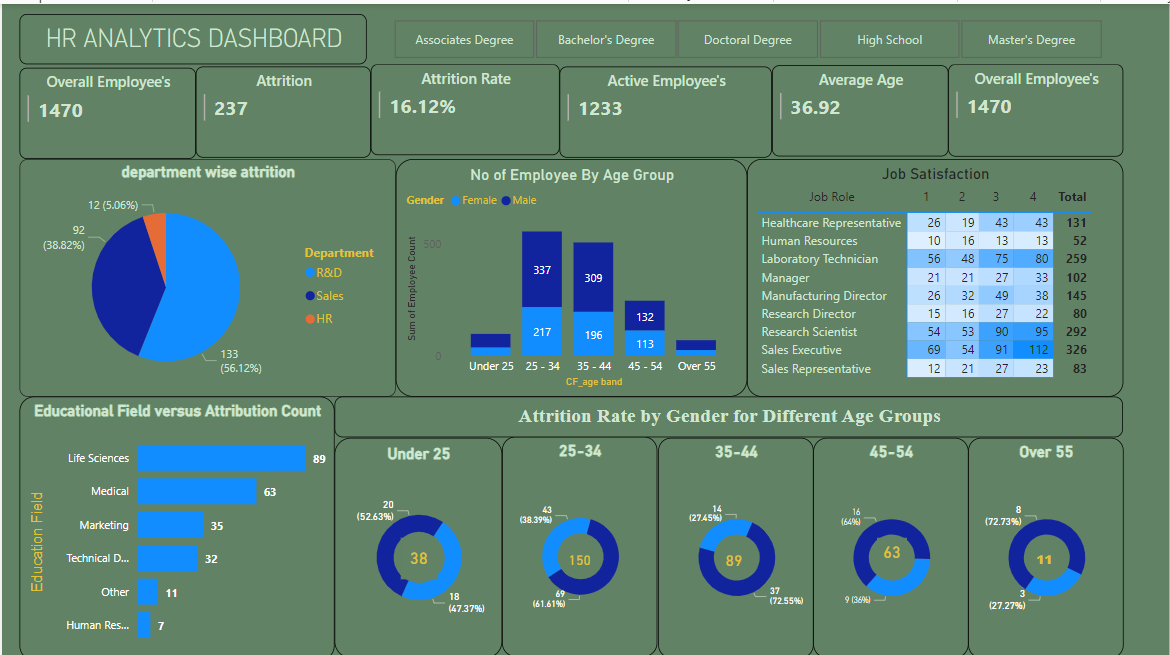 HR ANALYTICS DASHBOARD
Associates Degree
Bachelor's Degree
Doctoral Degree
High School
Master's Degree
Overall Employee's
1470
Attrition
237
Attrition Rate
16.12%
Active Employee's
1233
Average Age
36.92
Overall Employee's
1470
department wise attrition
12 (5.06%)
92
(38.82%)
133
(56.12%)
Department
R&D
Sales
HR
No of Employee By Age Group
Gender Female Male
Sum of Employee Count
500
0
337
217
309
196
132
113
Under 25 25 - 34 35 - 44 45 - 54 Over 55
CF_age band
Job Satisfaction
Job Role 1 2 3 4 Total
Healthcare Representative 26 19 43 43 131
Human Resources 10 16 13 13 52
Laboratory Technician 56 48 75 80 259
Manager 21 21 27 33 102
Manufacturing Director 26 32 49 38 145
Research Director 15 16 27 22 80
Research Scientist 54 53 90 95 292
Sales Executive 69 54 91 112 326
Sales Representative 12 21 27 23 83
Educational Field versus Attribution Count
Education Field
Life Sciences 89
Medical 63
Marketing 35
Technical D... 32
Other 11
Human Res... 7
Attrition Rate by Gender for Different Age Groups
Under 25
20
(52.63%)
38
18
(47.37%)
25-34
43
(38.39%)
150
69
(61.61%)
35-44
14
(27.45%)
89
37
(72.55%)
45-54
16
(64%)
63
9 (36%)
Over 55
8
(72.73%)
11
3
(27.27%)